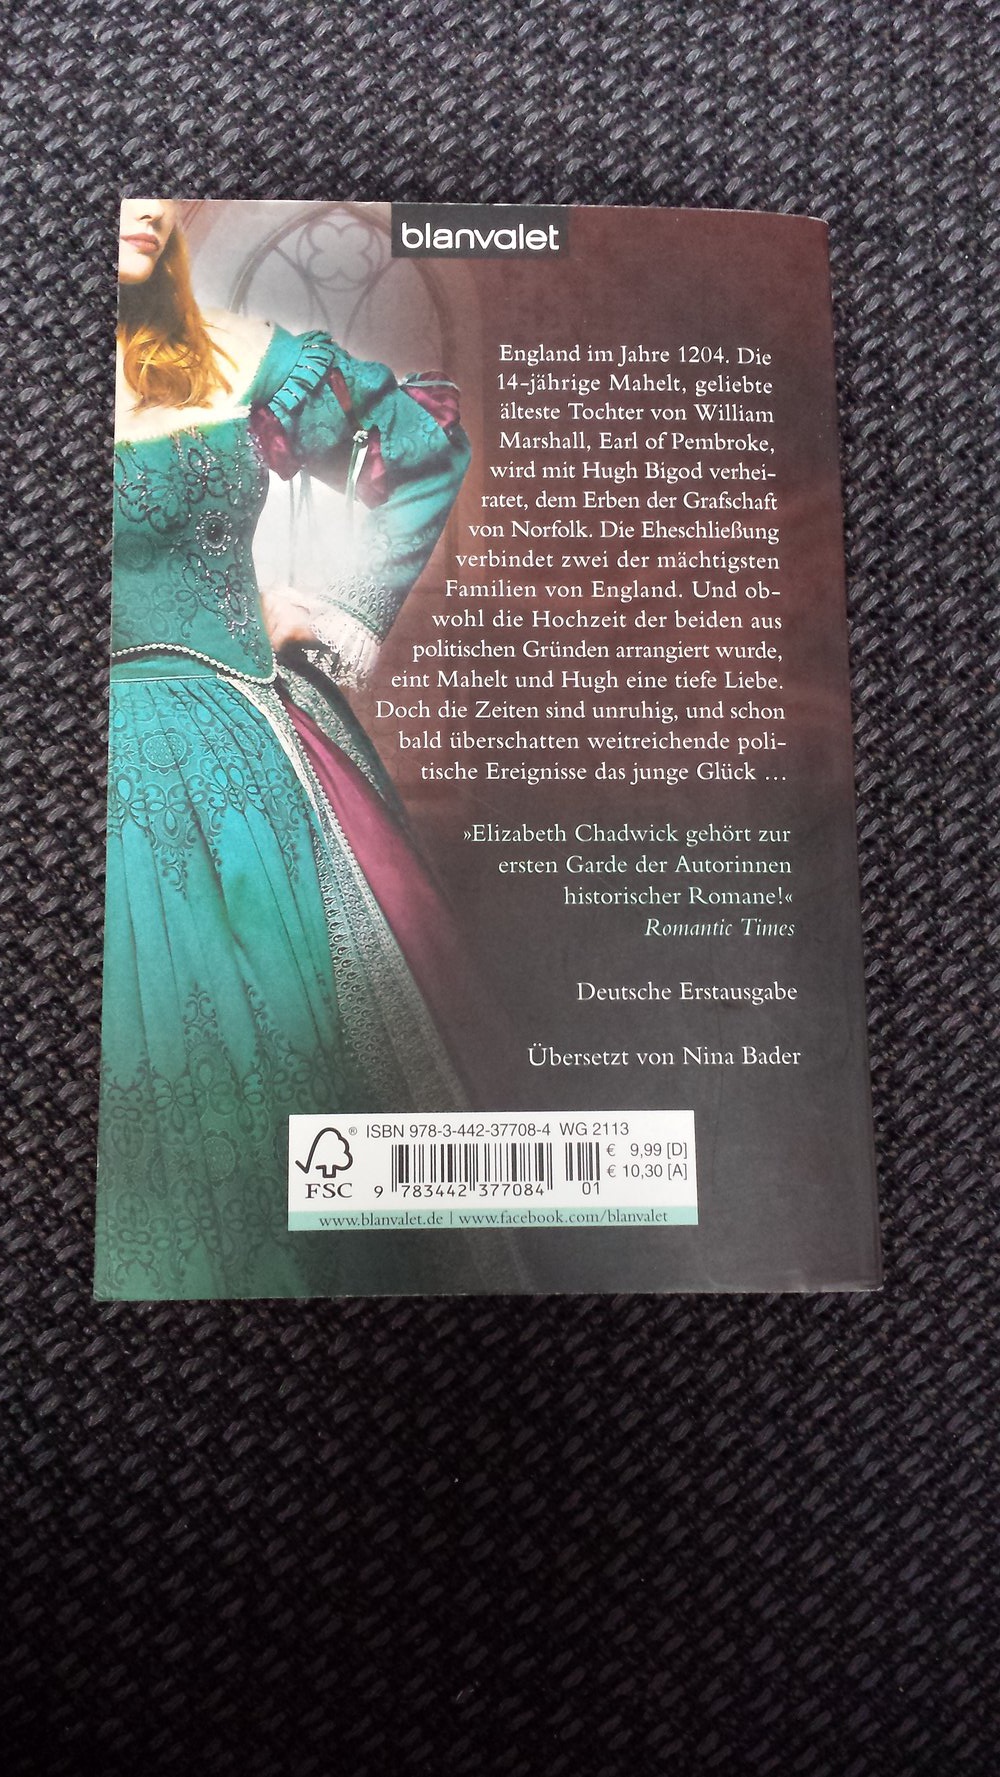 blanvalet
England im Jahre 1204. Die
14-jährige Mahelt, geliebte
älteste Tochter von William
Marshall, Earl of Pembroke,
wird mit Hugh Bigod verhei-
ratet, dem Erben der Grafschaft
von Norfolk. Die Eheschließung
verbindet zwei der mächtigsten
Familien von England. Und ob-
wohl die Hochzeit der beiden aus
politischen Gründen arrangiert wurde,
eint Mahelt und Hugh eine tiefe Liebe.
Doch die Zeiten sind unruhig, und schon
bald überschatten weitreichende poli-
tische Ereignisse das junge Glück …
»Elizabeth Chadwick gehört zur
ersten Garde der Autorinnen
historischer Romane!«
Romantic Times
Deutsche Erstausgabe
Übersetzt von Nina Bader
® ISBN 978-3-442-37708-4 WG 2113
€ 9,99 [D]
€ 10,30 [A]
FSC 9 783442 377084 01
www.blanvalet.de | www.facebook.com/blanvalet